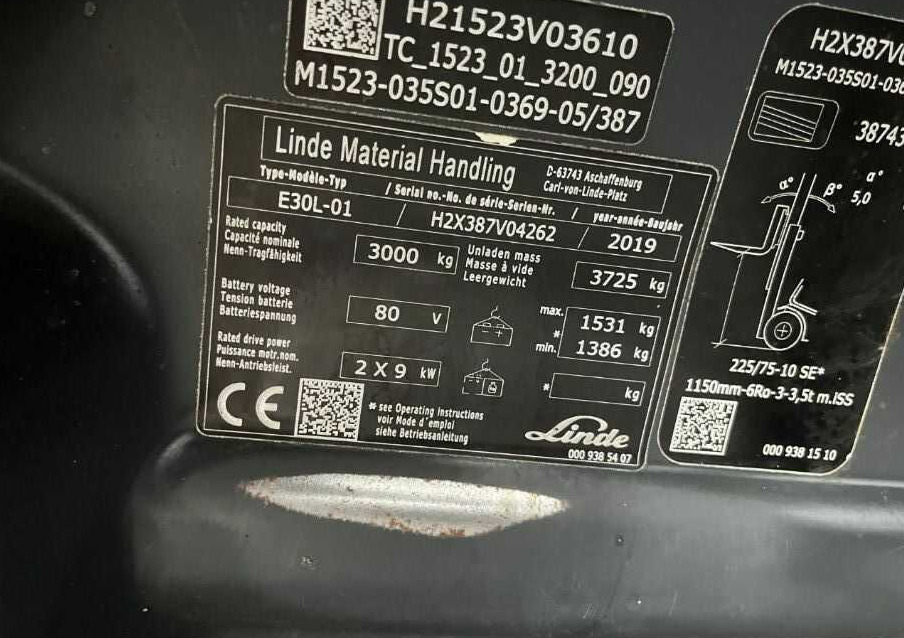 H21523V03610
TC_1523_01_3200_090
M1523-035S01-0369-05/387
Linde Material Handling
D-63743 Aschaffenburg
Carl-von-Linde-Platz
Type-Modèle-Typ / Serial no.-No. de série-Serien-Nr. / year-année-Baujahr
E30L-01 / H2X387V04262 / 2019
Rated capacity
Capacité nominale
Nenn-Tragfähigkeit
3000 kg
Unladen mass
Masse à vide
Leergewicht
3725 kg
Battery voltage
Tension batterie
Batteriespannung
80 V
max. 1531 kg
*
min. 1386 kg
Rated drive power
Puissance motr.nom.
Nenn-Antriebsleist.
2 X 9 kW
* kg
CE
* see Operating instructions
voir Mode d'emploi
siehe Betriebsanleitung
Linde
000 938 54 07
H2X387V0
M1523-035S01-036
38743
α° β° α°
5,0
225/75-10 SE*
1150mm-6Ro-3-3,5t m.ISS
000 938 15 10